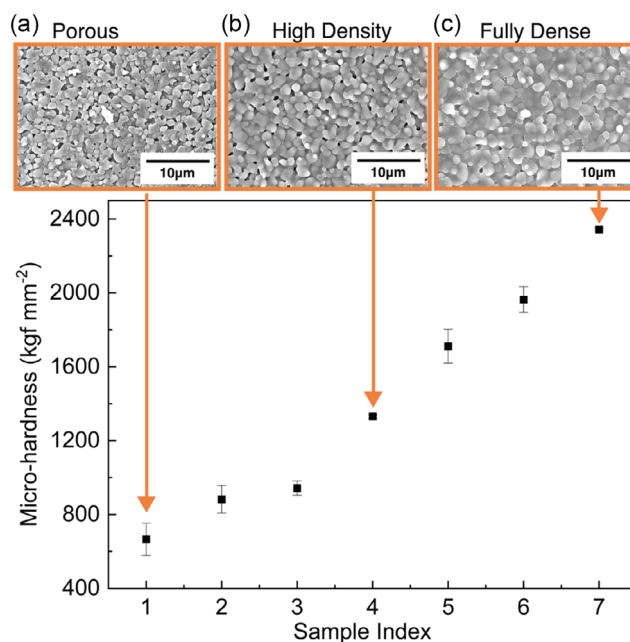 (a) Porous
(b) High Density
(c) Fully Dense
10μm
10μm
10μm
2400
2000
1600
1200
800
400
Micro-hardness (kgf mm⁻²)
1 2 3 4 5 6 7
Sample Index